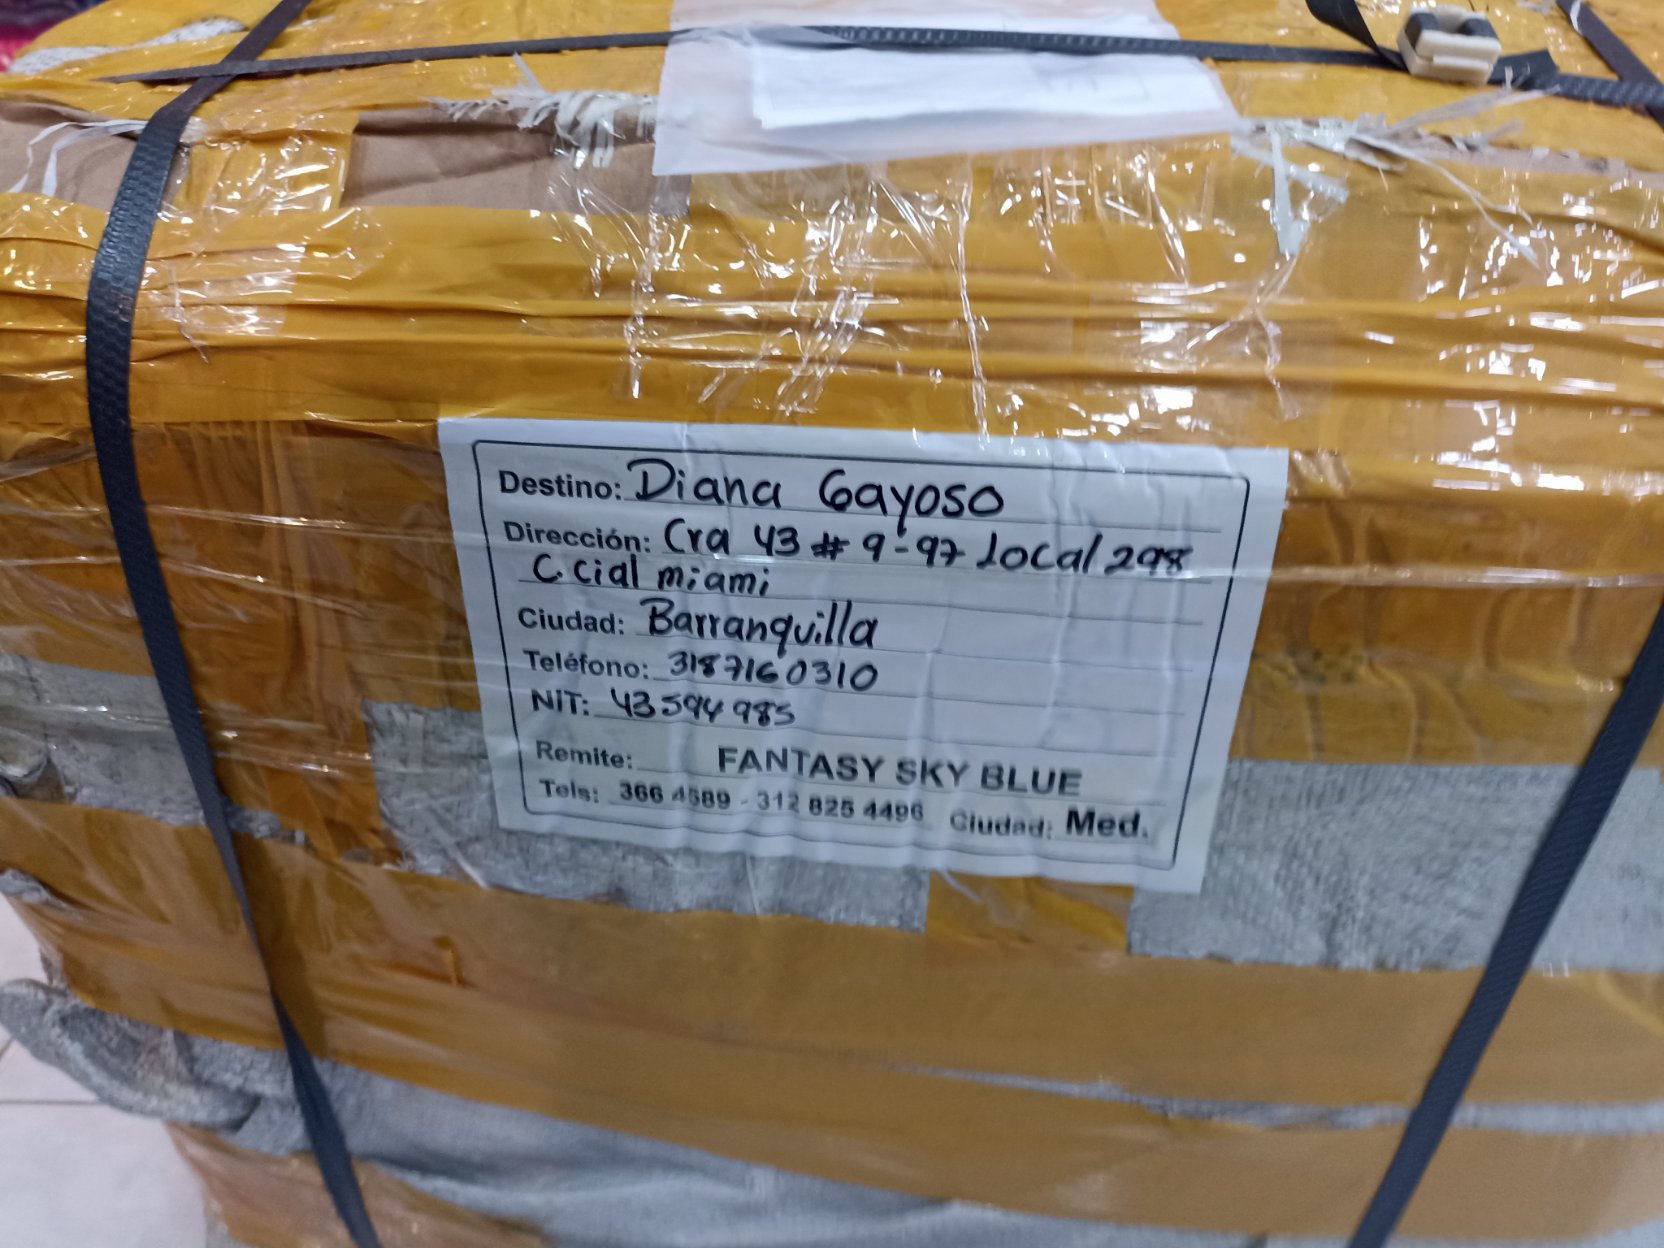 Destino: Diana Gayoso
Dirección: Cra 43 # 9-97 Local 298
C. cial miami
Ciudad: Barranquilla
Teléfono: 3187160310
NIT: 43594985
Remite: FANTASY SKY BLUE
Tels: 366 4589 - 312 825 4496 Ciudad: Med.